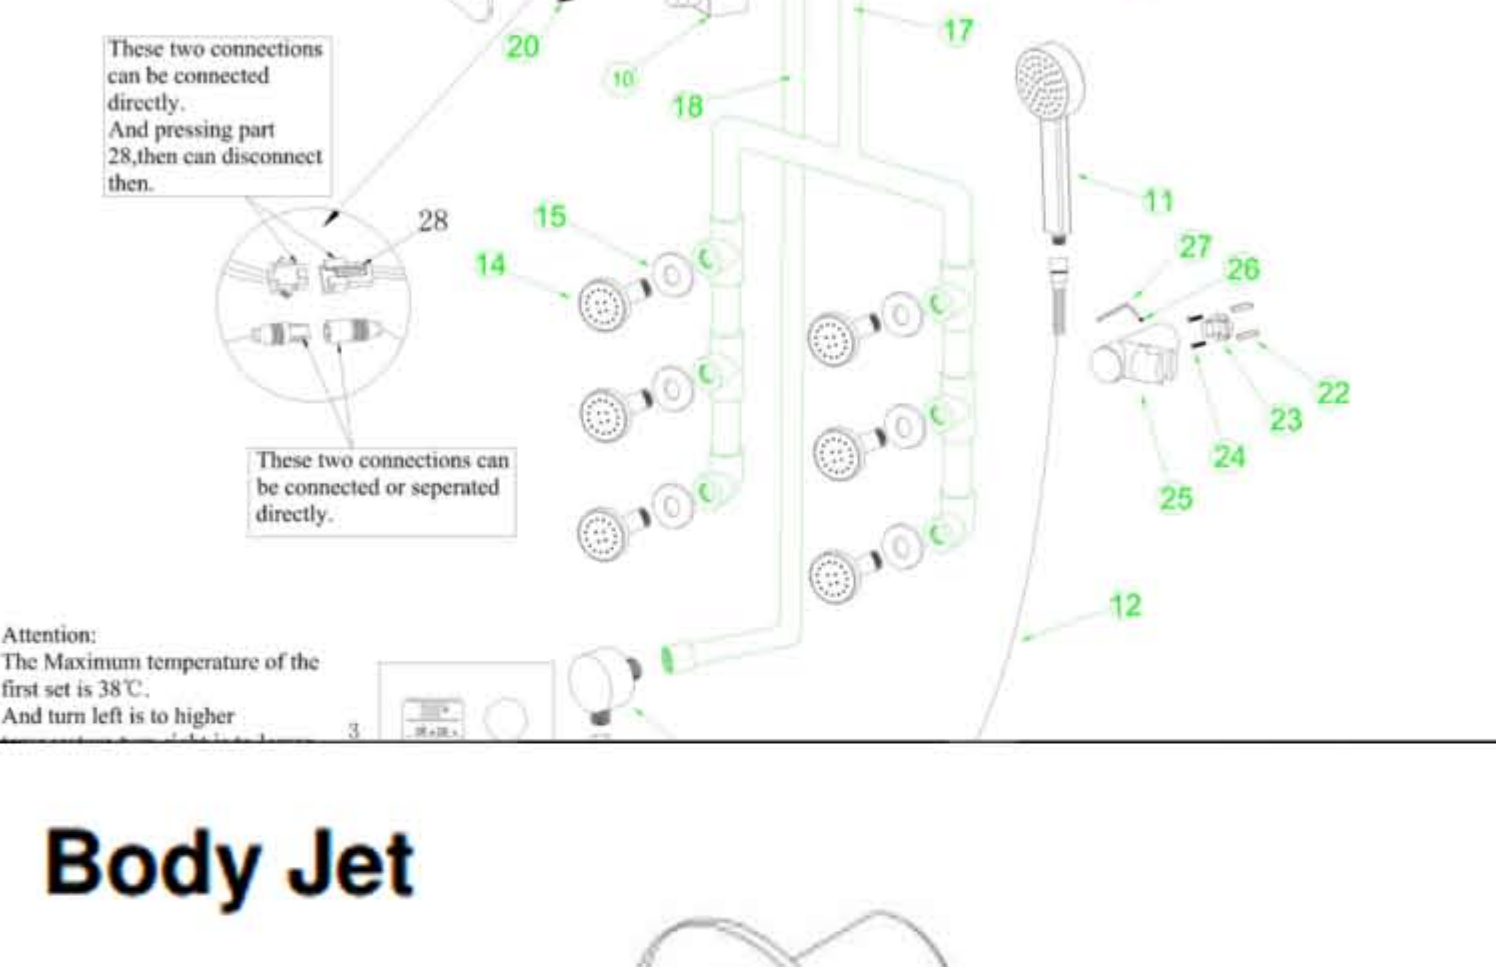 20
10
17
18
These two connections
can be connected
directly.
And pressing part
28,then can disconnect
then.
28
15
14
11
27
26
22
23
24
25
These two connections can
be connected or seperated
directly.
12
Attention:
The Maximum temperature of the
first set is 38℃.
And turn left is to higher
3
Body Jet